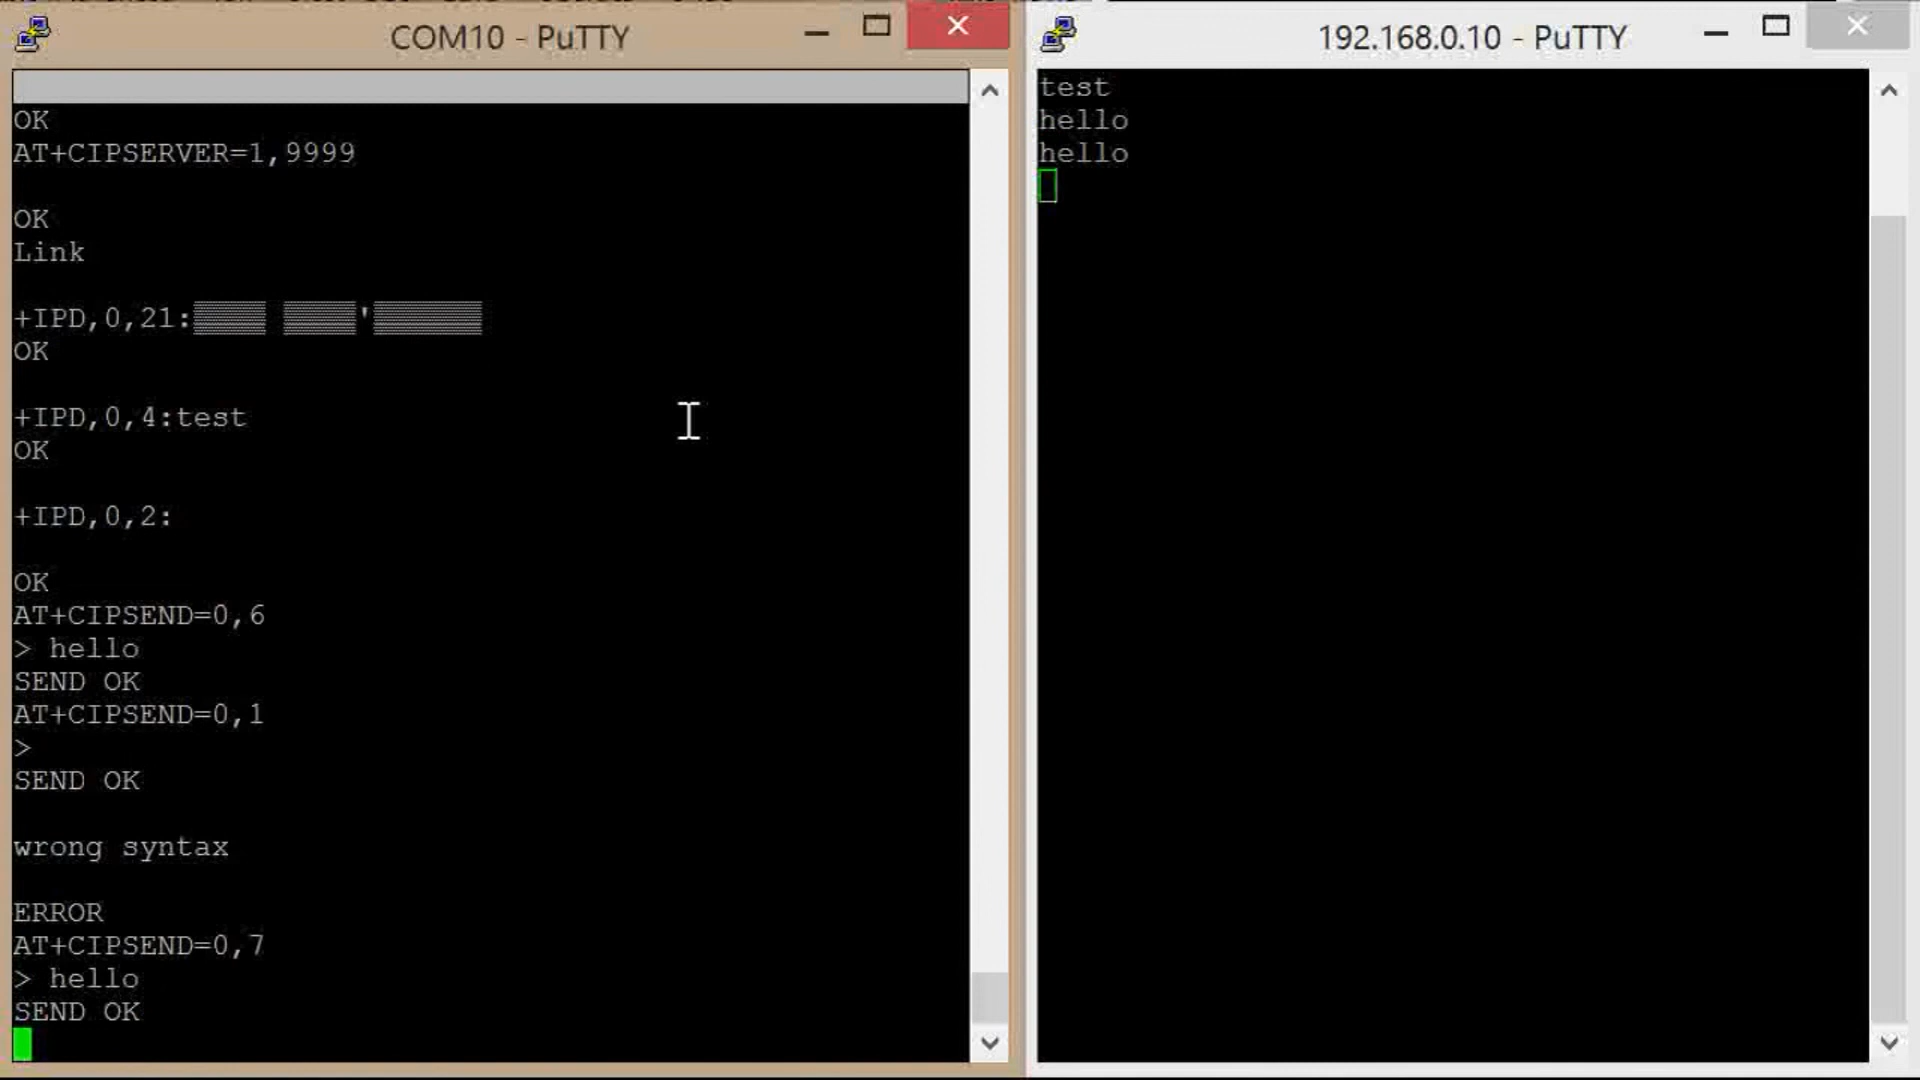 COM10 - PuTTY
OK
AT+CIPSERVER=1,9999
OK
Link
+IPD,0,21:▒▒▒▒ ▒▒▒▒'▒▒▒▒▒▒
OK
+IPD,0,4:test
OK
+IPD,0,2:
OK
AT+CIPSEND=0,6
> hello
SEND OK
AT+CIPSEND=0,1
>
SEND OK
wrong syntax
ERROR
AT+CIPSEND=0,7
> hello
SEND OK
192.168.0.10 - PuTTY
test
hello
hello